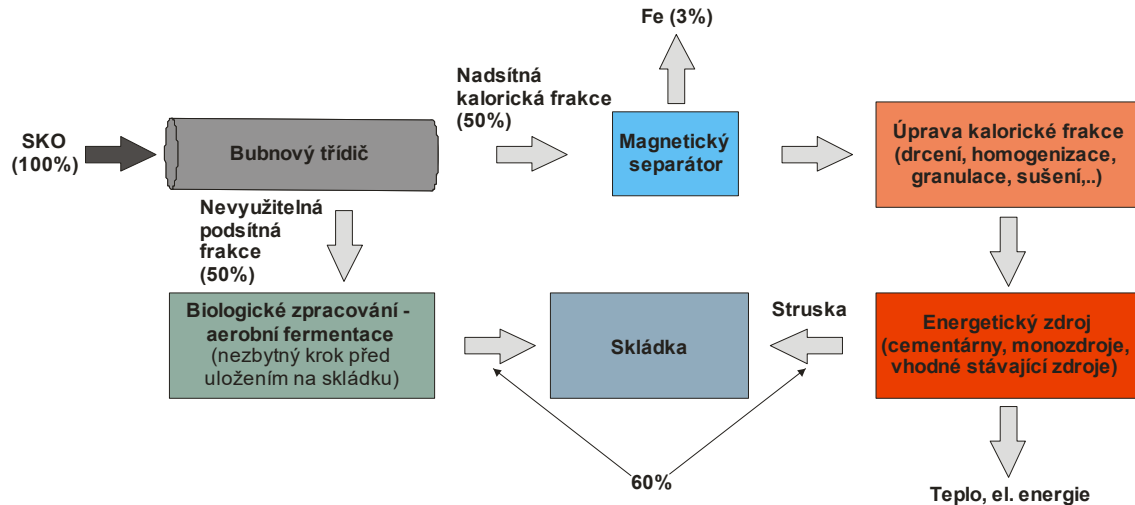 Fe (3%)
Nadsítná
kalorická frakce
(50%)
SKO
(100%)
Bubnový třídič
Magnetický
separátor
Úprava kalorické frakce
(drcení, homogenizace,
granulace, sušení,..)
Nevyužitelná
podsítná
frakce
(50%)
Biologické zpracování -
aerobní fermentace
(nezbytný krok před
uložením na skládku)
Skládka
Struska
Energetický zdroj
(cementárny, monozdroje,
vhodné stávající zdroje)
60%
Teplo, el. energie